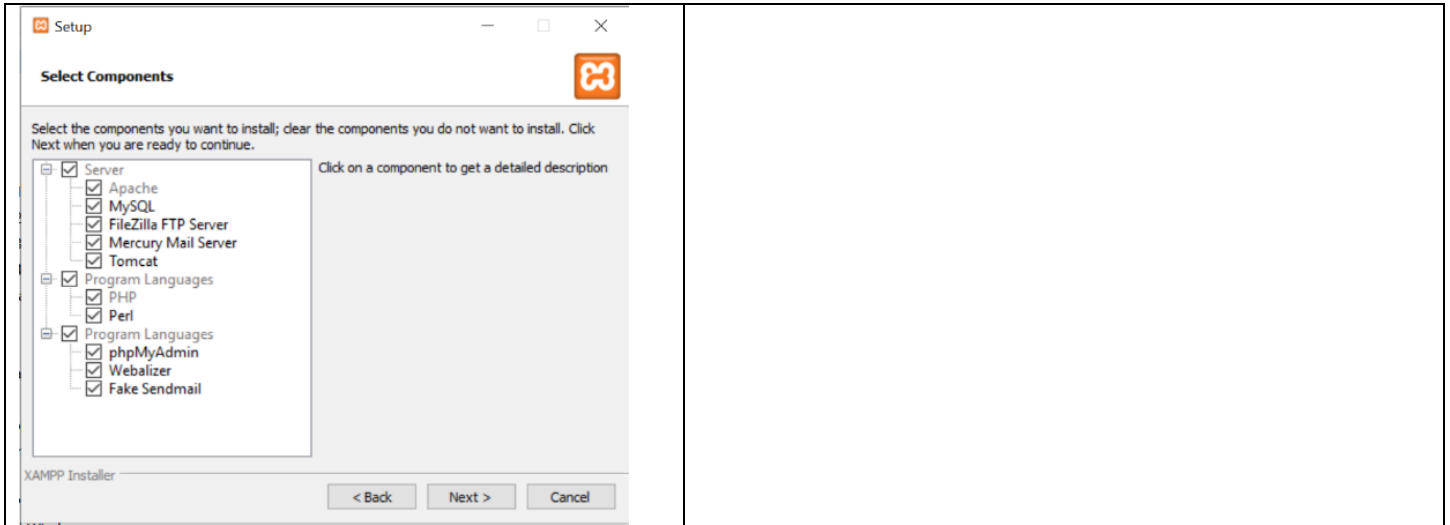 Setup
Select Components
Select the components you want to install; clear the components you do not want to install. Click
Next when you are ready to continue.
Server
Apache
MySQL
FileZilla FTP Server
Mercury Mail Server
Tomcat
Program Languages
PHP
Perl
Program Languages
phpMyAdmin
Webalizer
Fake Sendmail
Click on a component to get a detailed description
XAMPP Installer
< Back
Next >
Cancel